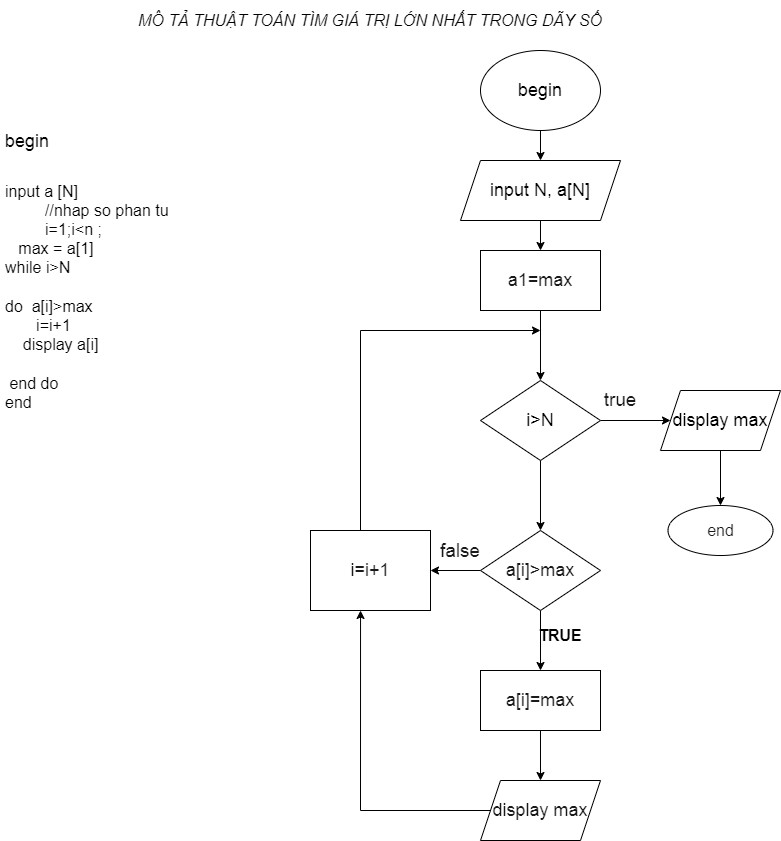 MÔ TẢ THUẬT TOÁN TÌM GIÁ TRỊ LỚN NHẤT TRONG DÃY SỐ
begin
input a [N]
//nhap so phan tu
i=1;i<n ;
max = a[1]
while i>N
do a[i]>max
i=i+1
display a[i]
end do
end
begin
input N, a[N]
a1=max
i>N
true
display max
end
a[i]>max
false
i=i+1
TRUE
a[i]=max
display max